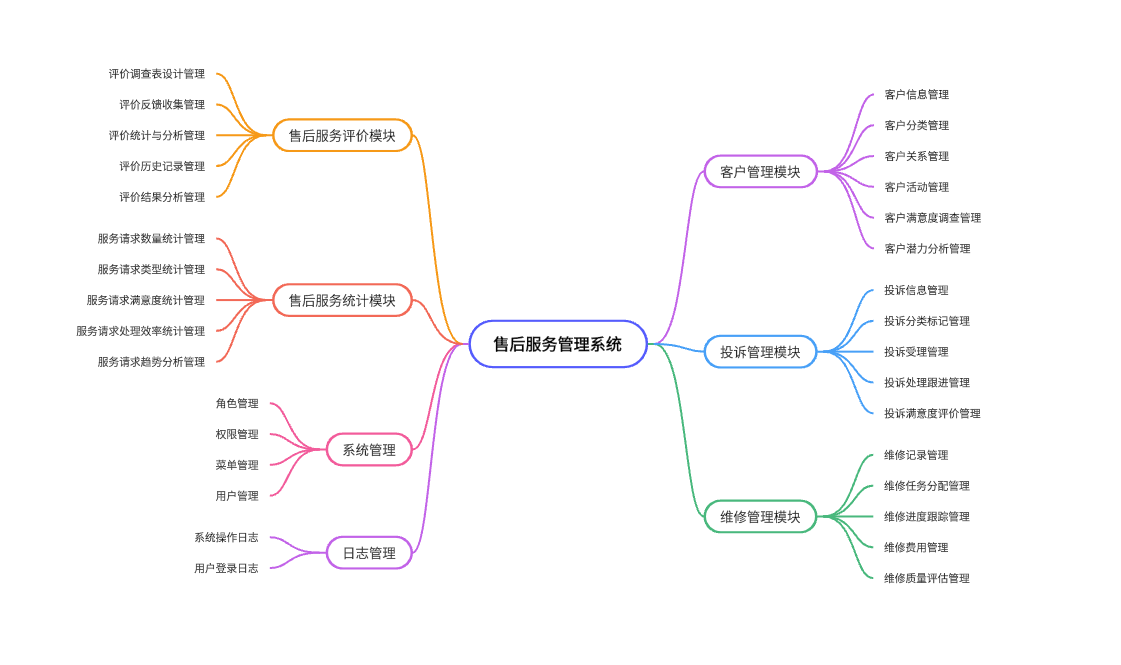 售后服务管理系统
售后服务评价模块
评价调查表设计管理
评价反馈收集管理
评价统计与分析管理
评价历史记录管理
评价结果分析管理
售后服务统计模块
服务请求数量统计管理
服务请求类型统计管理
服务请求满意度统计管理
服务请求处理效率统计管理
服务请求趋势分析管理
系统管理
角色管理
权限管理
菜单管理
用户管理
日志管理
系统操作日志
用户登录日志
客户管理模块
客户信息管理
客户分类管理
客户关系管理
客户活动管理
客户满意度调查管理
客户潜力分析管理
投诉管理模块
投诉信息管理
投诉分类标记管理
投诉受理管理
投诉处理跟进管理
投诉满意度评价管理
维修管理模块
维修记录管理
维修任务分配管理
维修进度跟踪管理
维修费用管理
维修质量评估管理